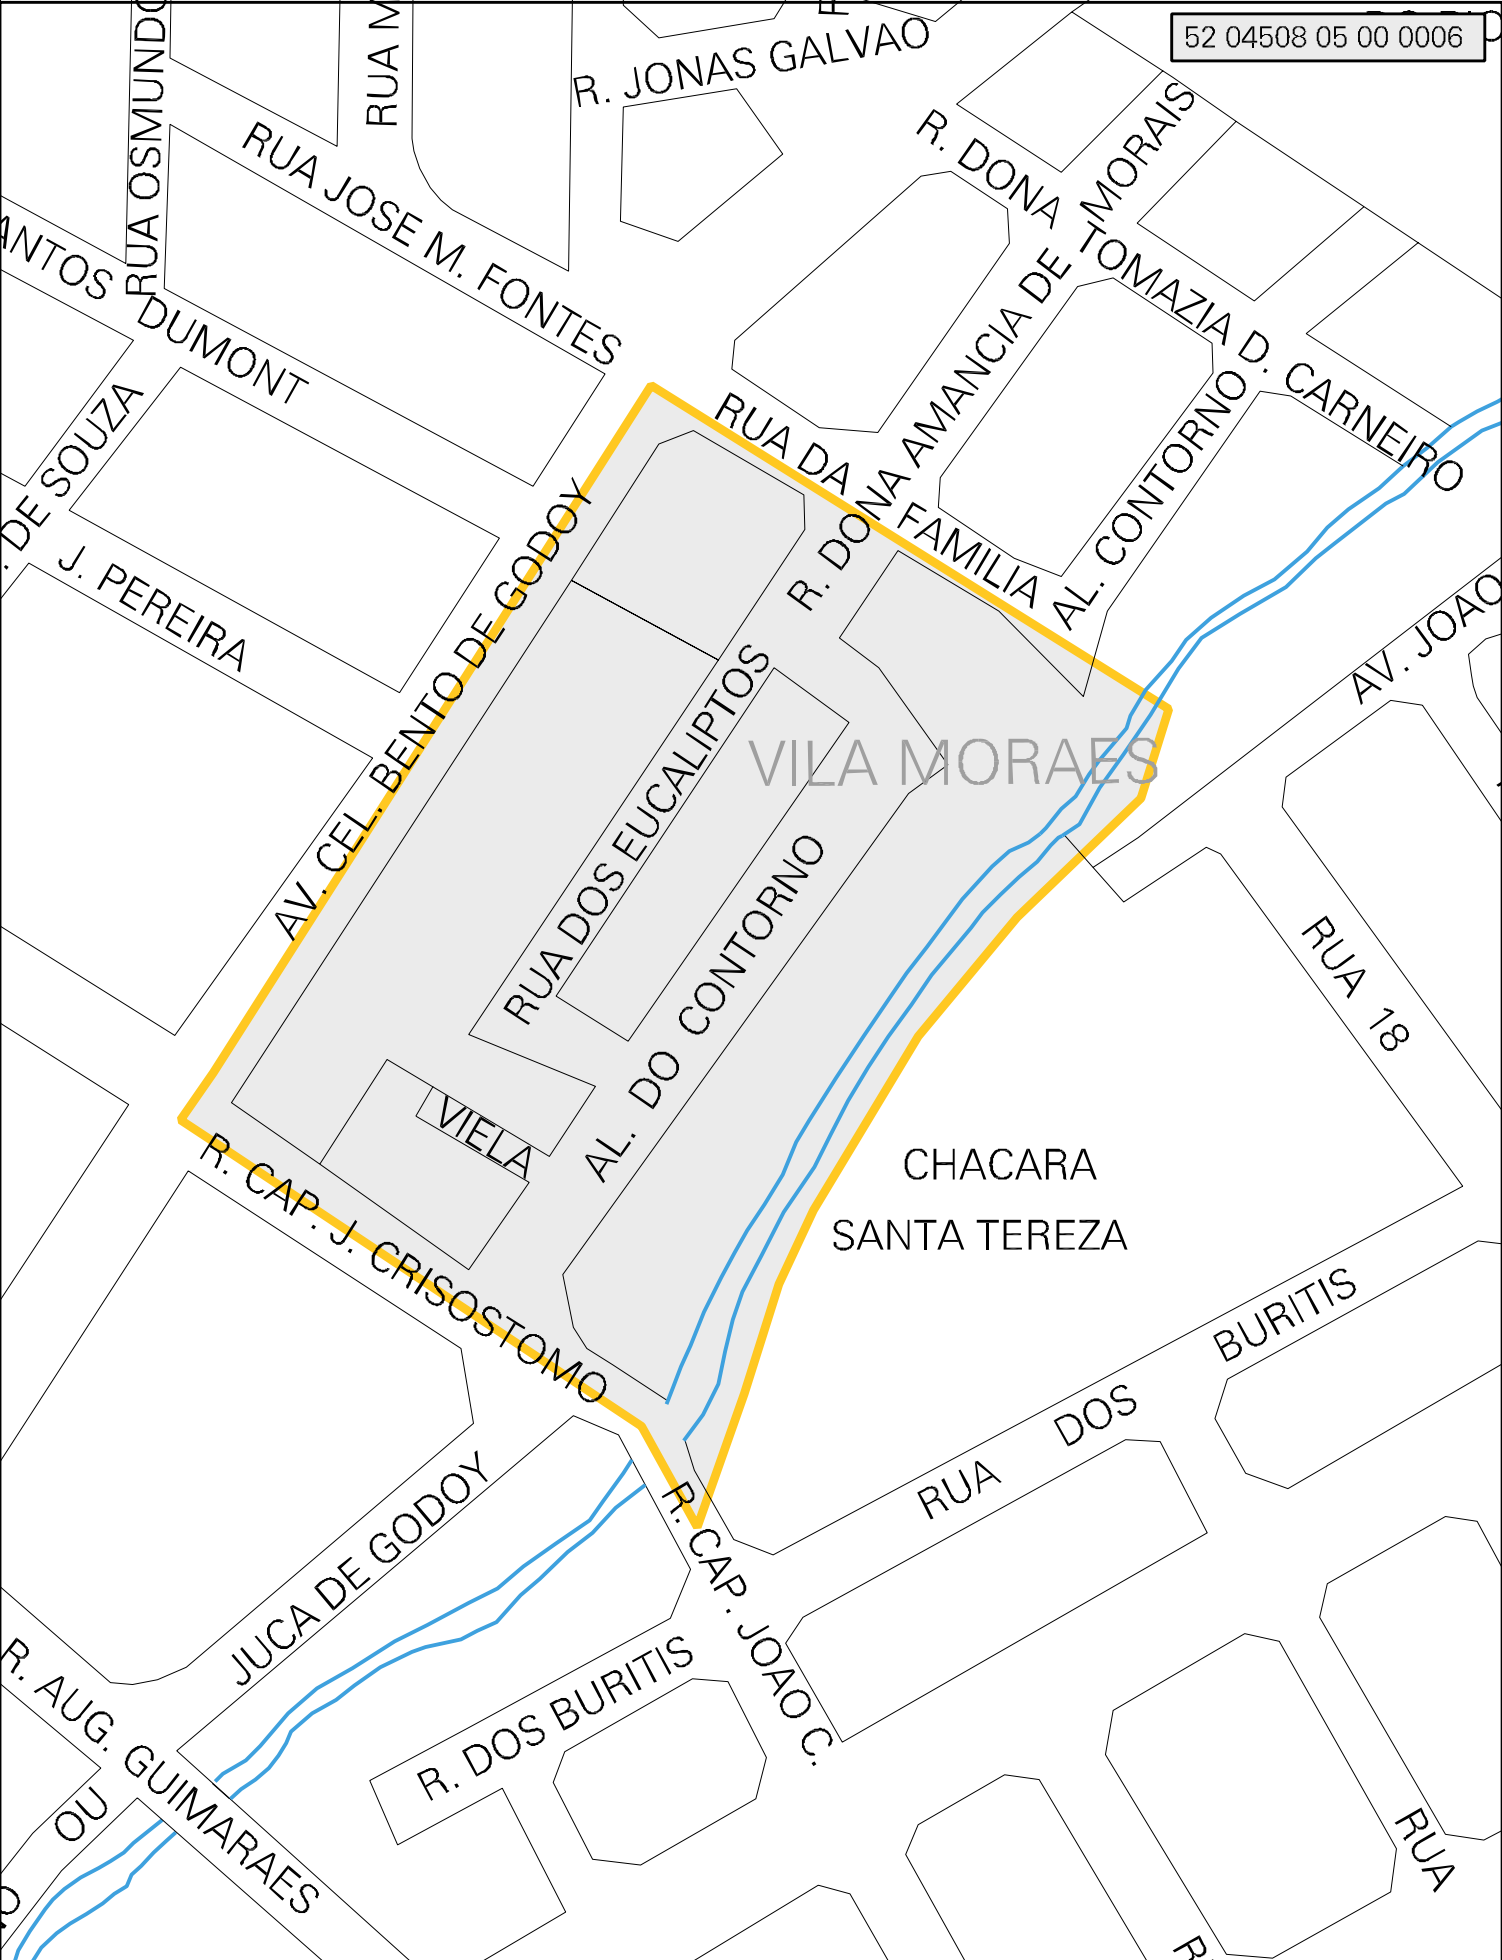 52 04508 05 00 0006
RUA OSMUNDO
RUA M
R. JONAS GALVAO
RUA JOSE M. FONTES
R. DONA TOMAZIA D. CARNEIRO
R. DONA AMANCIA DE MORAIS
ANTOS DUMONT
DE SOUZA
J. PEREIRA
RUA DA FAMILIA
AL. CONTORNO
AV. JOAO
AV. CEL. BENTO DE GODOY
RUA DOS EUCALIPTOS
VILA MORAES
AL. DO CONTORNO
RUA 18
VIELA
R. CAP. J. CRISOSTOMO
CHACARA
SANTA TEREZA
RUA DOS BURITIS
JUCA DE GODOY
R. CAP. JOAO C.
R. DOS BURITIS
R. AUG. GUIMARAES
OU
RUA